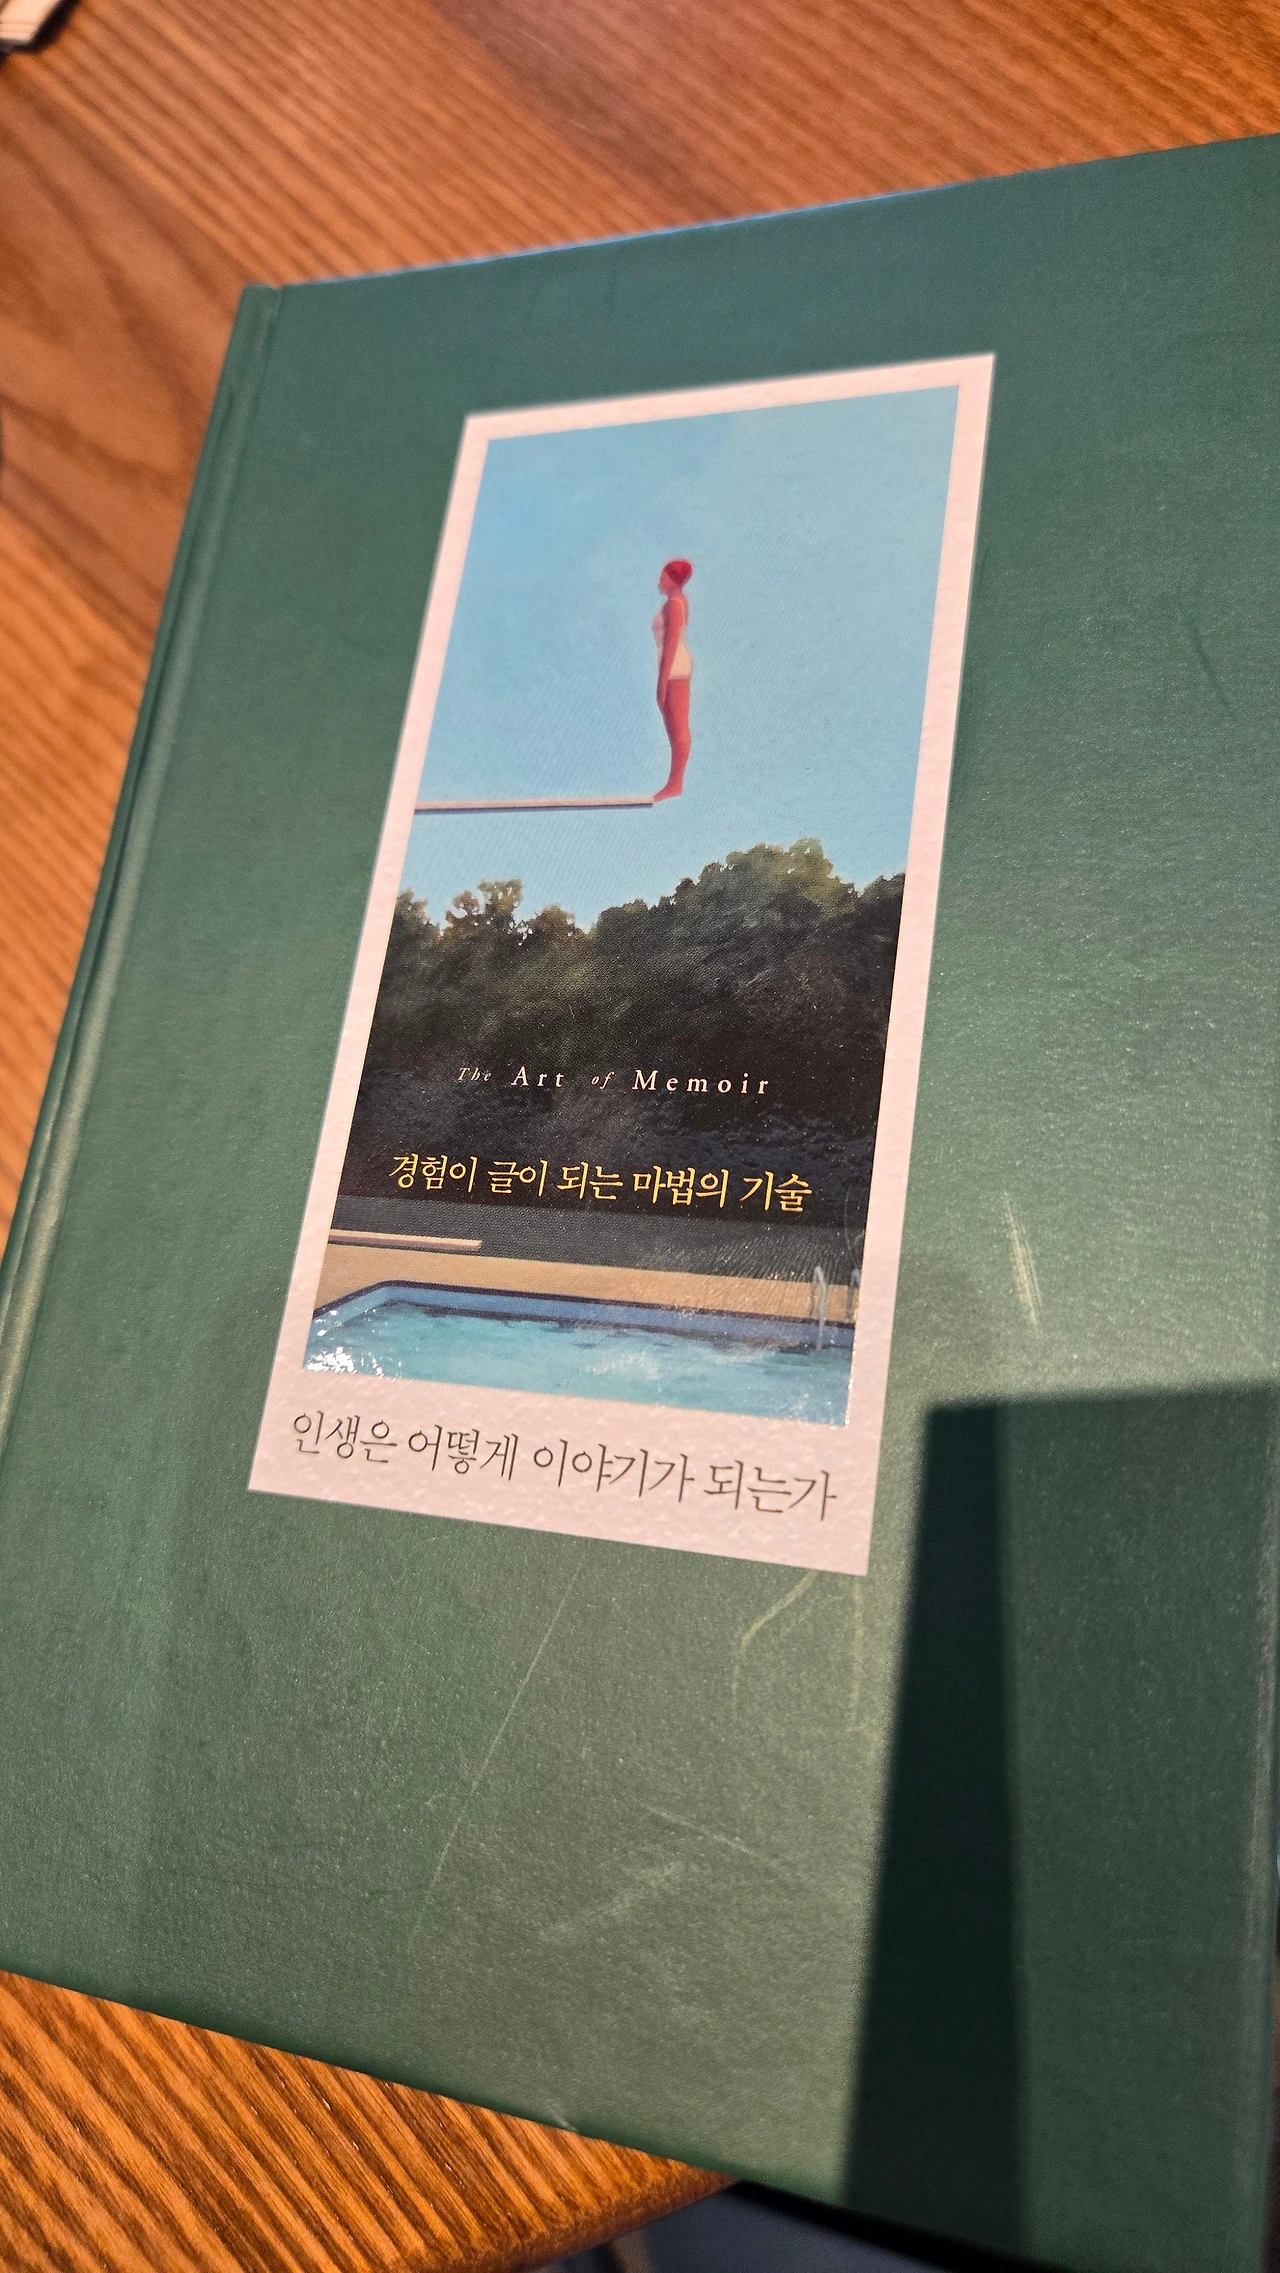 The Art of Memoir
경험이 글이 되는 마법의 기술
인생은 어떻게 이야기가 되는가